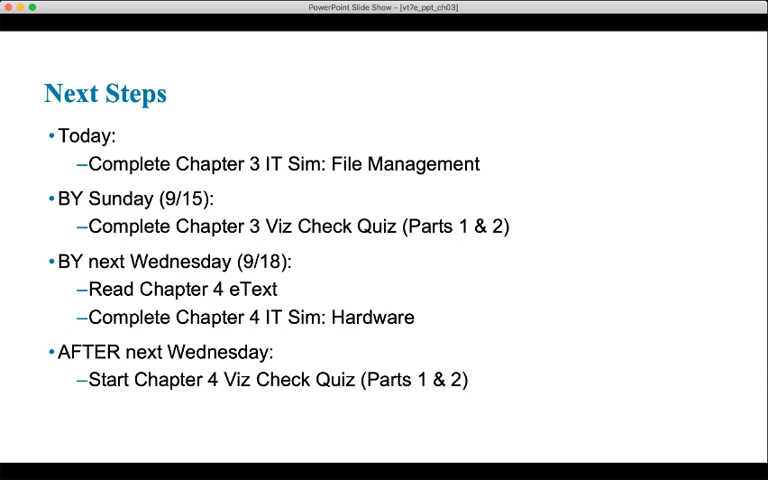 PowerPoint Slide Show - [vt7e_ppt_ch03]
Next Steps
•Today:
–Complete Chapter 3 IT Sim: File Management
•BY Sunday (9/15):
–Complete Chapter 3 Viz Check Quiz (Parts 1 & 2)
•BY next Wednesday (9/18):
–Read Chapter 4 eText
–Complete Chapter 4 IT Sim: Hardware
•AFTER next Wednesday:
–Start Chapter 4 Viz Check Quiz (Parts 1 & 2)